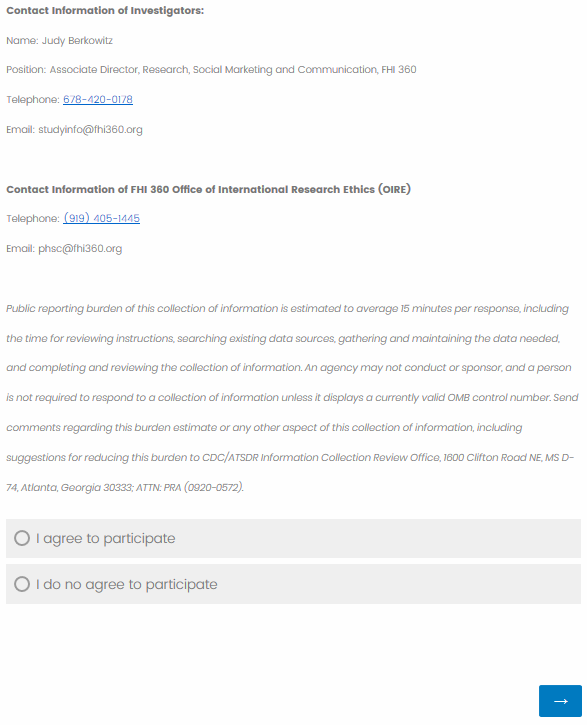 Contact Information of Investigators:
Name: Judy Berkowitz
Position: Associate Director, Research, Social Marketing and Communication, FHI 360
Telephone: 678-420-0178
Email: studyinfo@fhi360.org
Contact Information of FHI 360 Office of International Research Ethics (OIRE)
Telephone: (919) 405-1445
Email: phsc@fhi360.org
Public reporting burden of this collection of information is estimated to average 15 minutes per response, including
the time for reviewing instructions, searching existing data sources, gathering and maintaining the data needed,
and completing and reviewing the collection of information. An agency may not conduct or sponsor, and a person
is not required to respond to a collection of information unless it displays a currently valid OMB control number. Send
comments regarding this burden estimate or any other aspect of this collection of information, including
suggestions for reducing this burden to CDC/ATSDR Information Collection Review Office, 1600 Clifton Road NE, MS D-
74, Atlanta, Georgia 30333; ATTN: PRA (0920-0572).
I agree to participate
I do no agree to participate
→